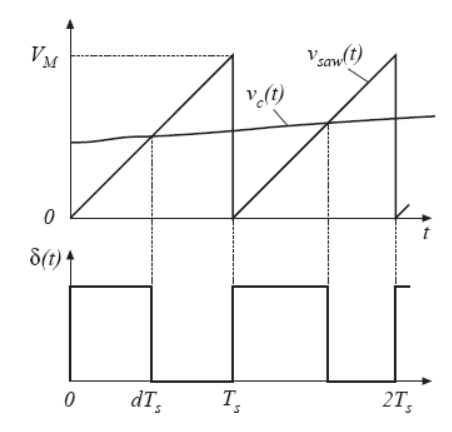 V_M
v_saw(t)
v_c(t)
0
t
δ(t)
0 dT_s T_s 2T_s